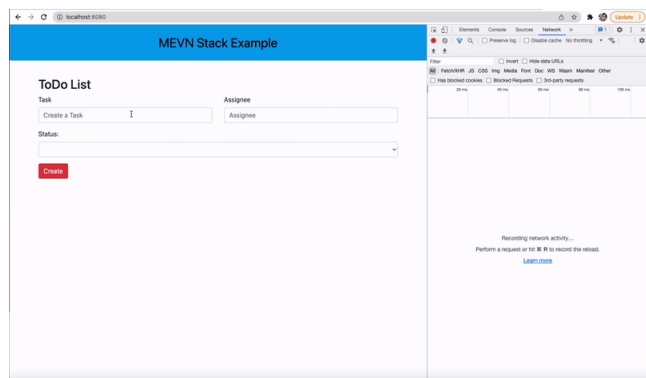 localhost:8080
Update
MEVN Stack Example
ToDo List
Task
Assignee
Create a Task
Assignee
Status:
Create
Elements Console Sources Network » 1
Preserve log Disable cache No throttling
Filter
Invert Hide data URLs
All Fetch/XHR JS CSS Img Media Font Doc WS Wasm Manifest Other
Has blocked cookies Blocked Requests 3rd-party requests
20 ms 40 ms 60 ms 80 ms 100 ms
Recording network activity...
Perform a request or hit ⌘ R to record the reload.
Learn more